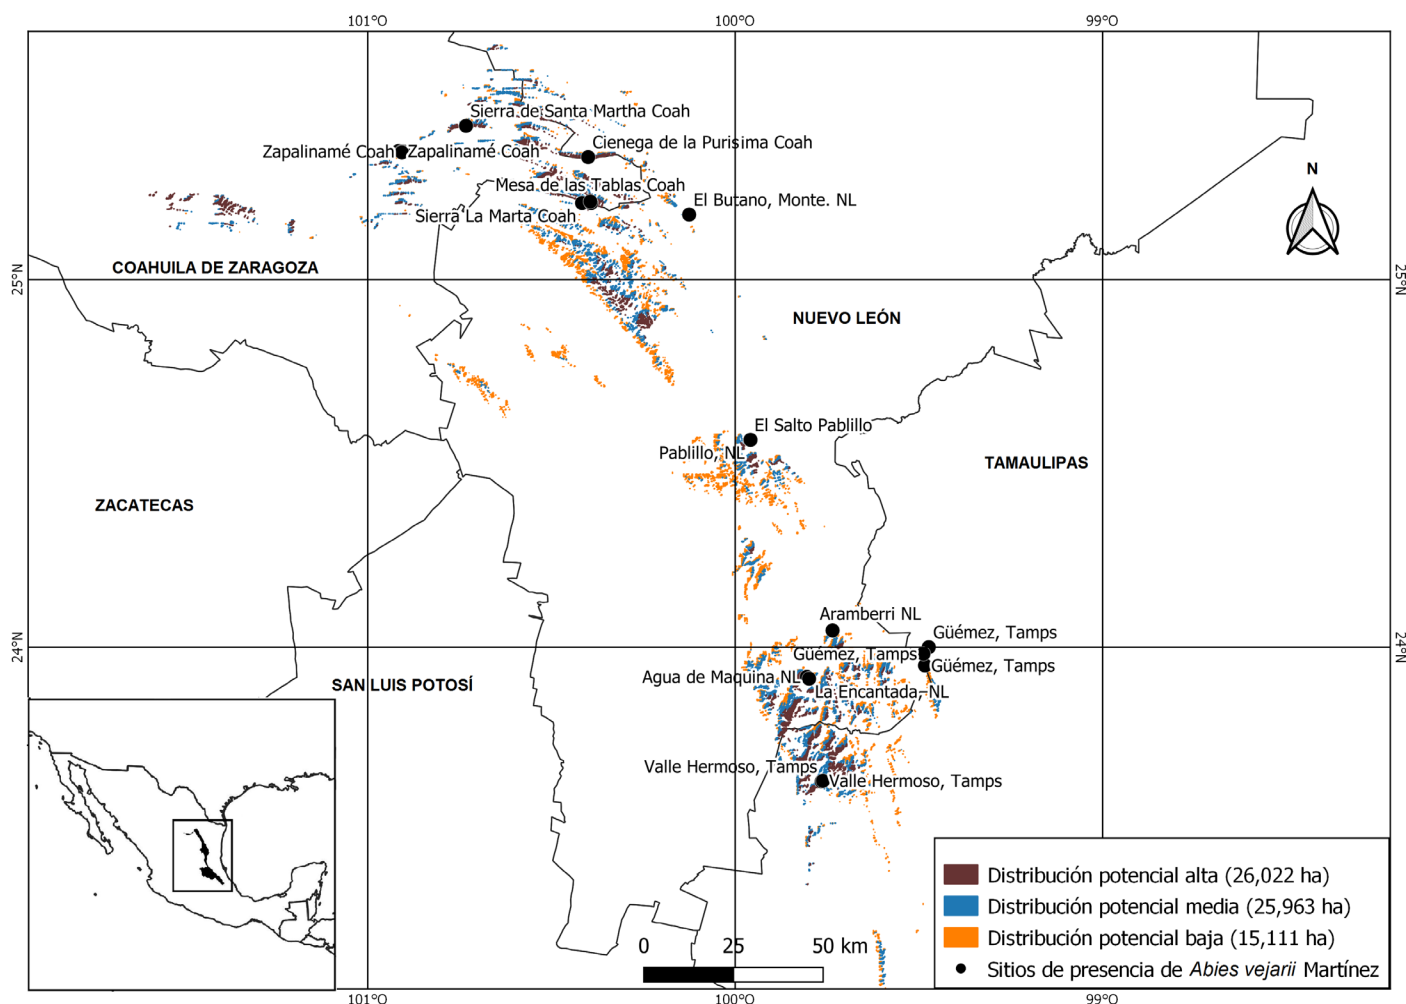 101°O
100°O
99°O
Sierra de Santa Martha Coah
Cienega de la Purisima Coah
Zapalinamé Coah
Zapalinamé Coah
Mesa de las Tablas Coah
El Butano, Monte. NL
Sierra La Marta Coah
N
COAHUILA DE ZARAGOZA
25°N
25°N
NUEVO LEÓN
El Salto Pablillo
Pablillo, NL
TAMAULIPAS
ZACATECAS
Aramberri NL
Güémez, Tamps
24°N
24°N
Güémez, Tamps
Güémez, Tamps
Agua de Maquina NL
SAN LUIS POTOSÍ
La Encantada, NL
Valle Hermoso, Tamps
Valle Hermoso, Tamps
Distribución potencial alta (26,022 ha)
Distribución potencial media (25,963 ha)
Distribución potencial baja (15,111 ha)
Sitios de presencia de Abies vejarii Martínez
0 25 50 km
101°O
100°O
99°O